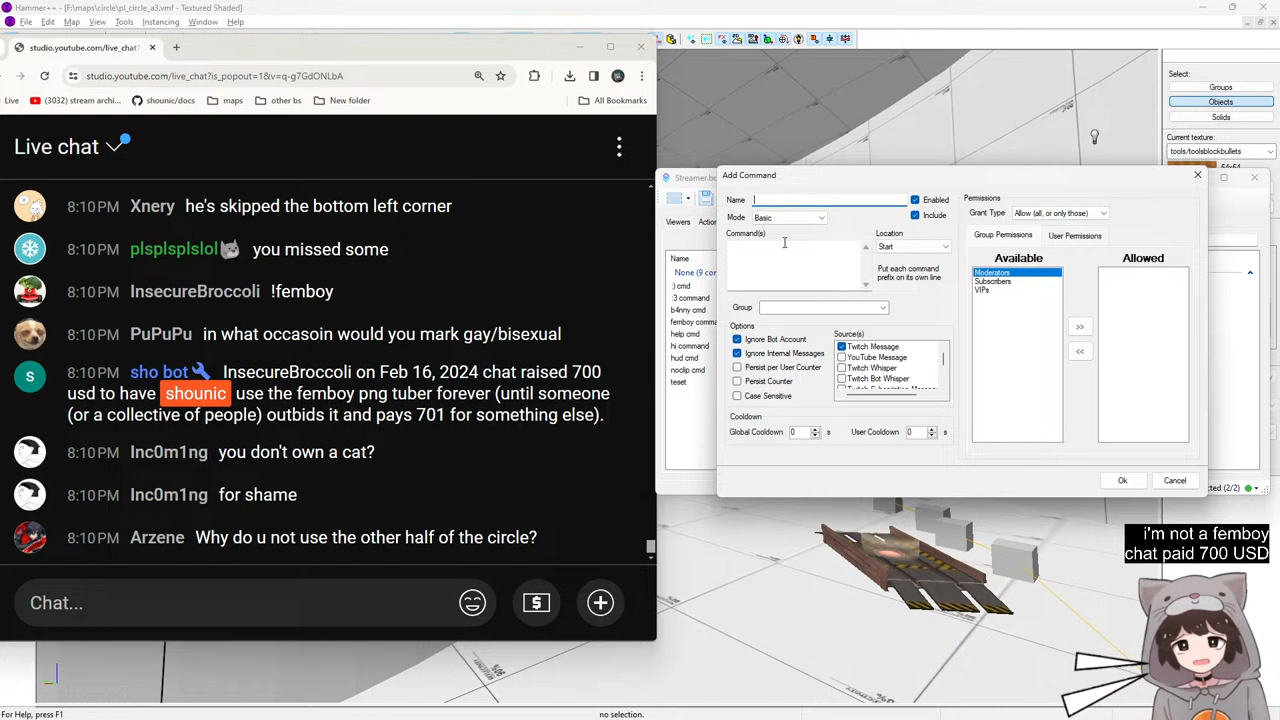 Hammer++ - [F:\maps\circle\pl_circle_a3.vmf - Textured Shaded]
File Edit Map View Tools Instancing Window Help
studio.youtube.com/live_chat?
studio.youtube.com/live_chat?is_popout=1&v=q-g7GdONLbA
Live (3032) stream archi... shounic/docs maps other bs New folder All Bookmarks
Live chat
8:10 PM Xnery he's skipped the bottom left corner
8:10 PM plsplsplslol you missed some
8:10 PM InsecureBroccoli !femboy
8:10 PM PuPuPU in what occasoin would you mark gay/bisexual
8:10 PM sho bot InsecureBroccoli on Feb 16, 2024 chat raised 700
usd to have shounic use the femboy png tuber forever (until someone
(or a collective of people) outbids it and pays 701 for something else).
8:10 PM Inc0m1ng you don't own a cat?
8:10 PM Inc0m1ng for shame
8:10 PM Arzene Why do u not use the other half of the circle?
Chat...
Streamer.b
Viewers Action
Name
None (9 cor
:) cmd
:3 command
b4nny cmd
femboy comma
help cmd
hi command
hud cmd
noclip cmd
teset
Add Command
Name
Enabled
Mode Basic
Include
Command(s)
Location
Start
Put each command
prefix on its own line
Group
Options
Ignore Bot Account
Ignore Internal Messages
Persist per User Counter
Persist Counter
Case Sensitive
Source(s)
Twitch Message
YouTube Message
Twitch Whisper
Twitch Bot Whisper
Cooldown
Global Cooldown 0 s User Cooldown 0 s
Permissions
Grant Type Allow (all, or only those)
Group Permissions User Permissions
Available Allowed
Moderators
Subscribers
VIPs
>>
<<
Ok Cancel
cted (2/2)
Select:
Groups
Objects
Solids
Current texture:
tools/toolsblockbullets
i'm not a femboy
chat paid 700 USD
For Help, press F1
no selection.